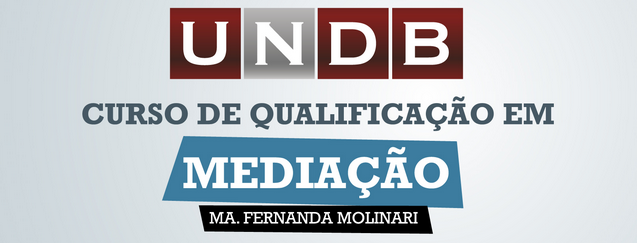 UNDB
CURSO DE QUALIFICAÇÃO EM
MEDIAÇÃO
MA. FERNANDA MOLINARI